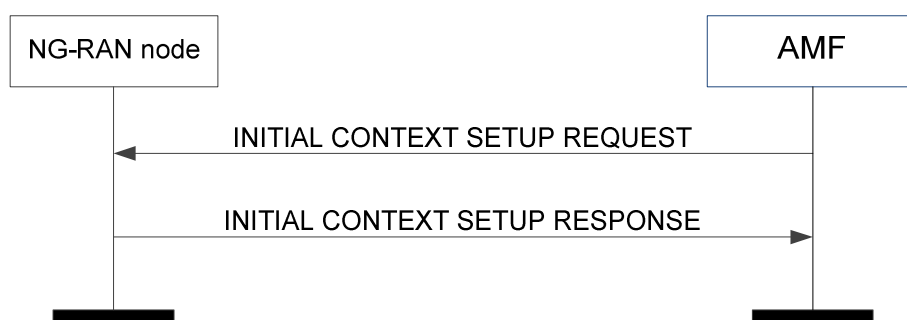 NG-RAN node
AMF
INITIAL CONTEXT SETUP REQUEST
INITIAL CONTEXT SETUP RESPONSE